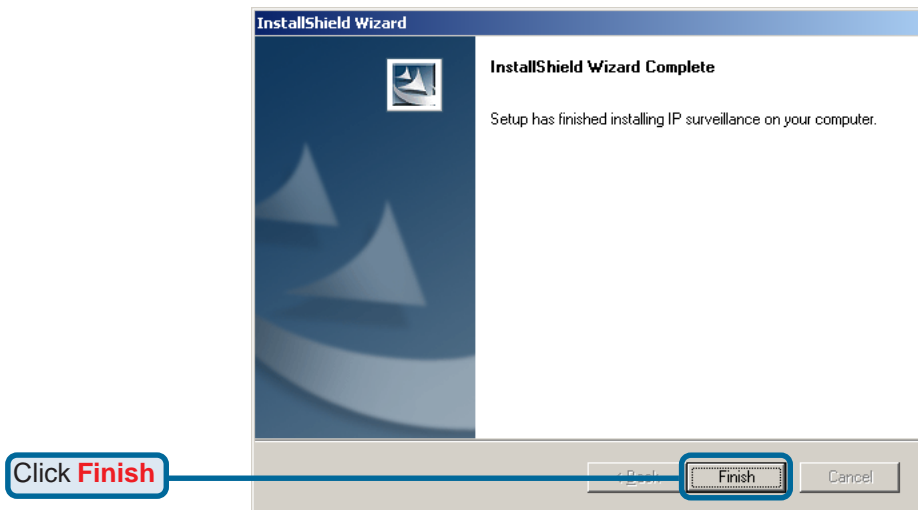 InstallShield Wizard
InstallShield Wizard Complete
Setup has finished installing IP surveillance on your computer.
Click Finish
< Back
Finish
Cancel